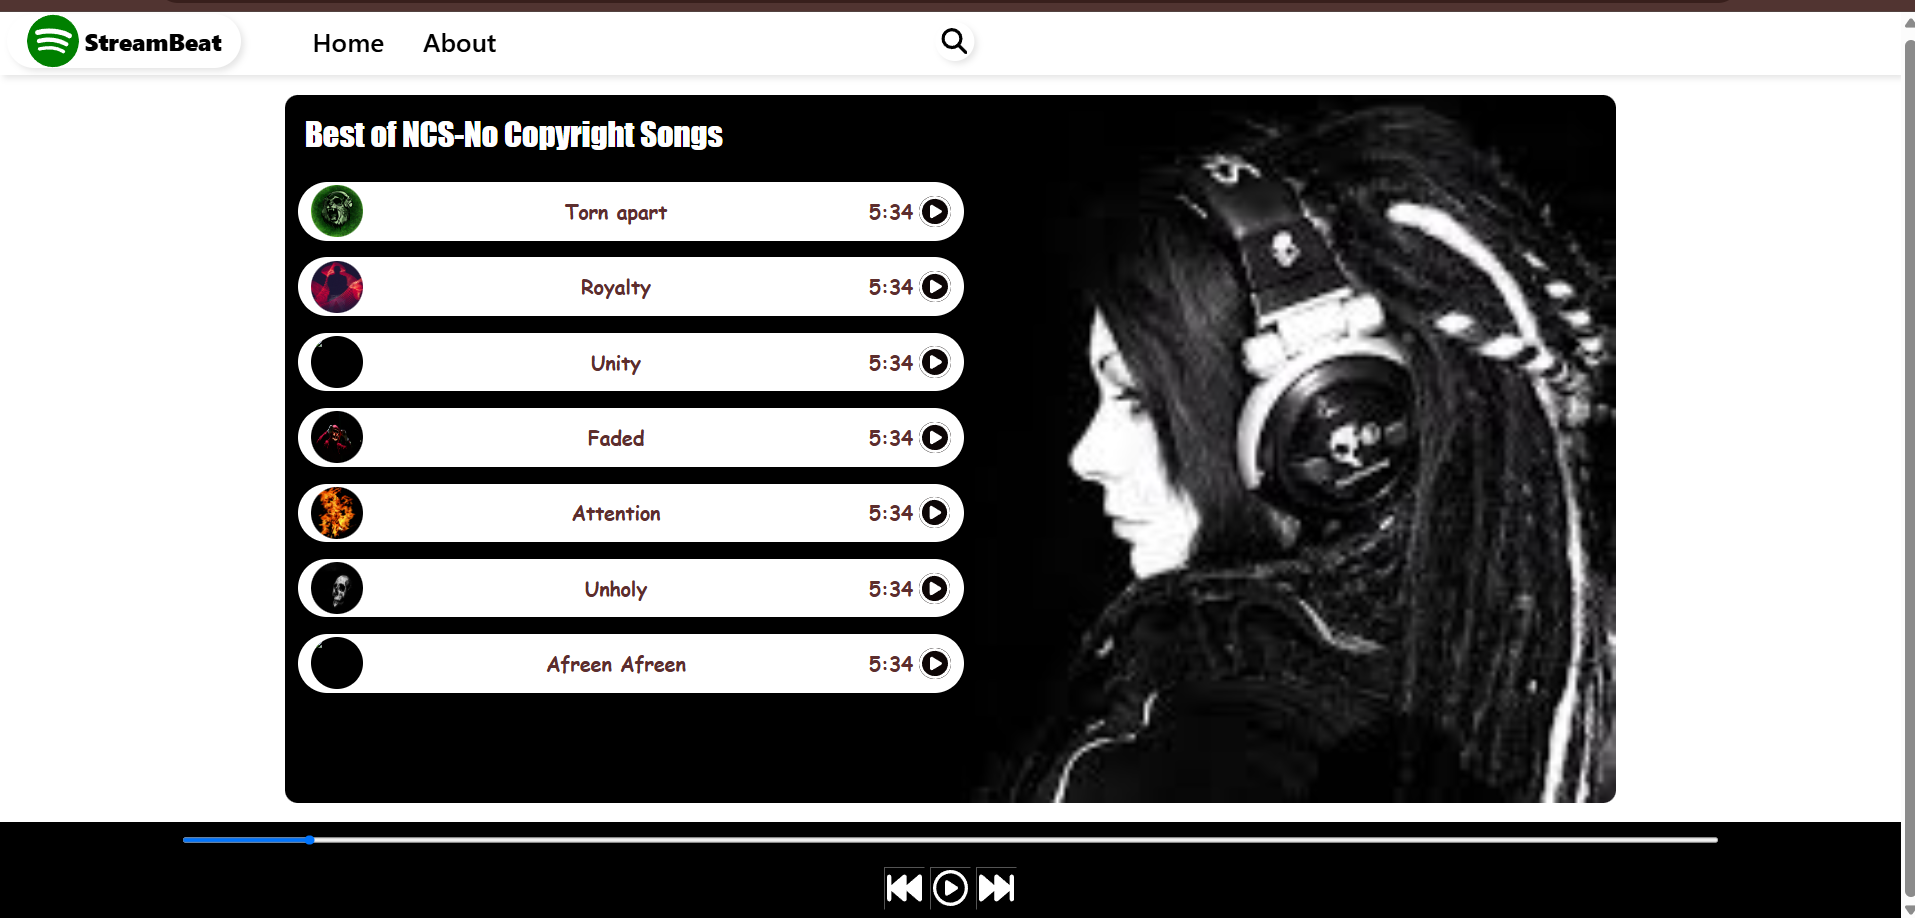 StreamBeat
Home
About
Best of NCS-No Copyright Songs
Torn apart 5:34
Royalty 5:34
Unity 5:34
Faded 5:34
Attention 5:34
Unholy 5:34
Afreen Afreen 5:34